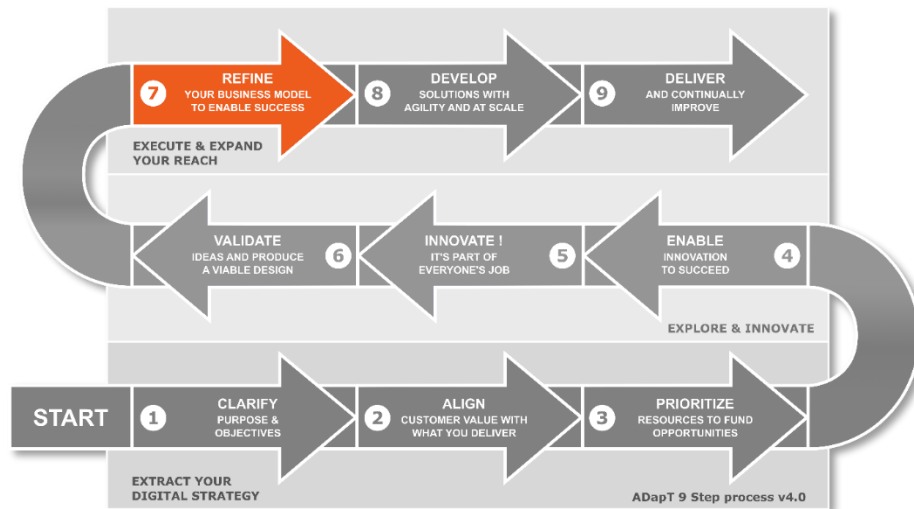 7
REFINE
YOUR BUSINESS MODEL
TO ENABLE SUCCESS
8
DEVELOP
SOLUTIONS WITH
AGILITY AND AT SCALE
9
DELIVER
AND CONTINUALLY
IMPROVE
EXECUTE & EXPAND
YOUR REACH
VALIDATE
IDEAS AND PRODUCE
A VIABLE DESIGN
6
INNOVATE !
IT'S PART OF
EVERYONE'S JOB
5
ENABLE
INNOVATION
TO SUCCEED
4
EXPLORE & INNOVATE
START
1
CLARIFY
PURPOSE &
OBJECTIVES
2
ALIGN
CUSTOMER VALUE WITH
WHAT YOU DELIVER
3
PRIORITIZE
RESOURCES TO FUND
OPPORTUNITIES
EXTRACT YOUR
DIGITAL STRATEGY
ADapT 9 Step process v4.0